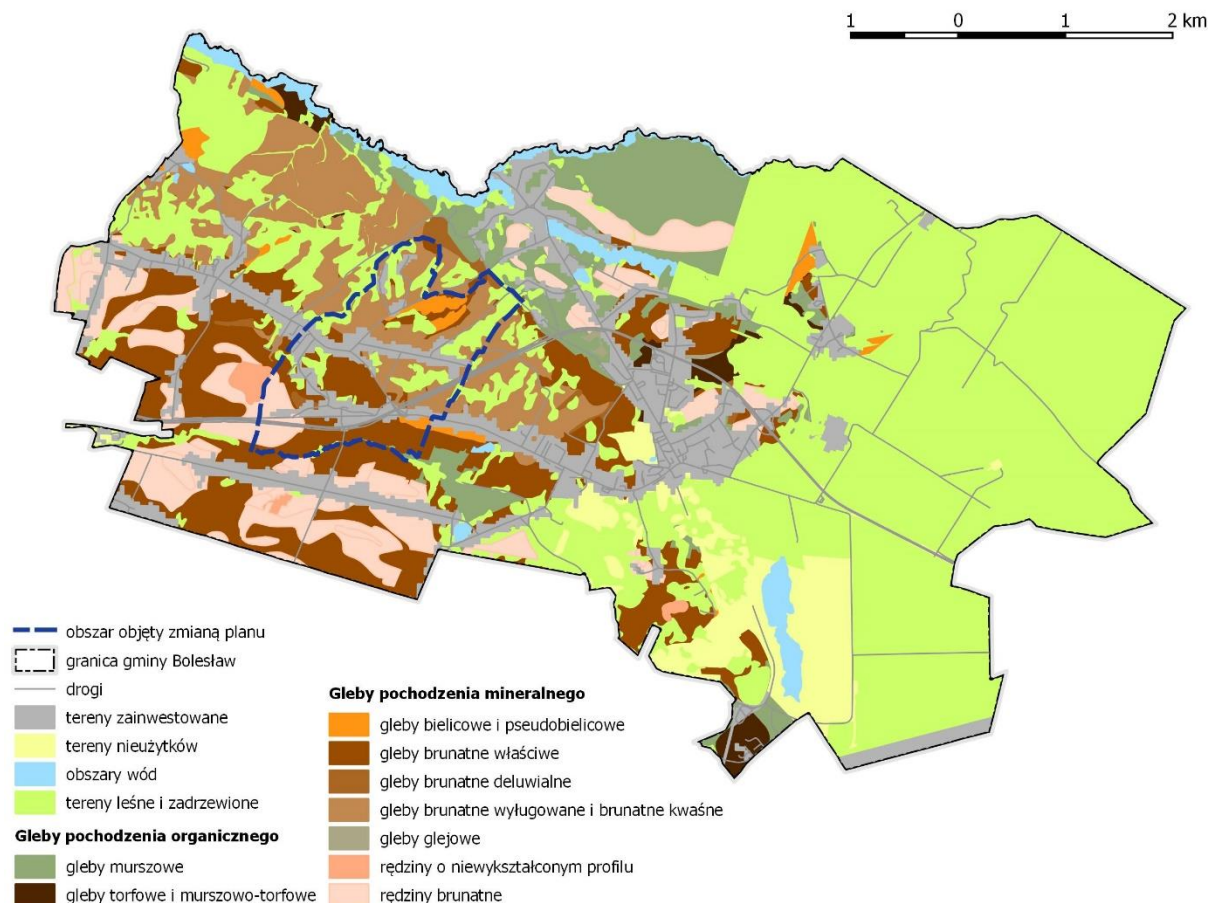 1 0 1 2 km
obszar objęty zmianą planu
granica gminy Bolesław
drogi
tereny zainwestowane
tereny nieużytków
obszary wód
tereny leśne i zadrzewione
Gleby pochodzenia organicznego
gleby murszowe
gleby torfowe i murszowo-torfowe
Gleby pochodzenia mineralnego
gleby bielicowe i pseudobielicowe
gleby brunatne właściwe
gleby brunatne deluwialne
gleby brunatne wyługowane i brunatne kwaśne
gleby glejowe
rędziny o niewykształconym profilu
rędziny brunatne